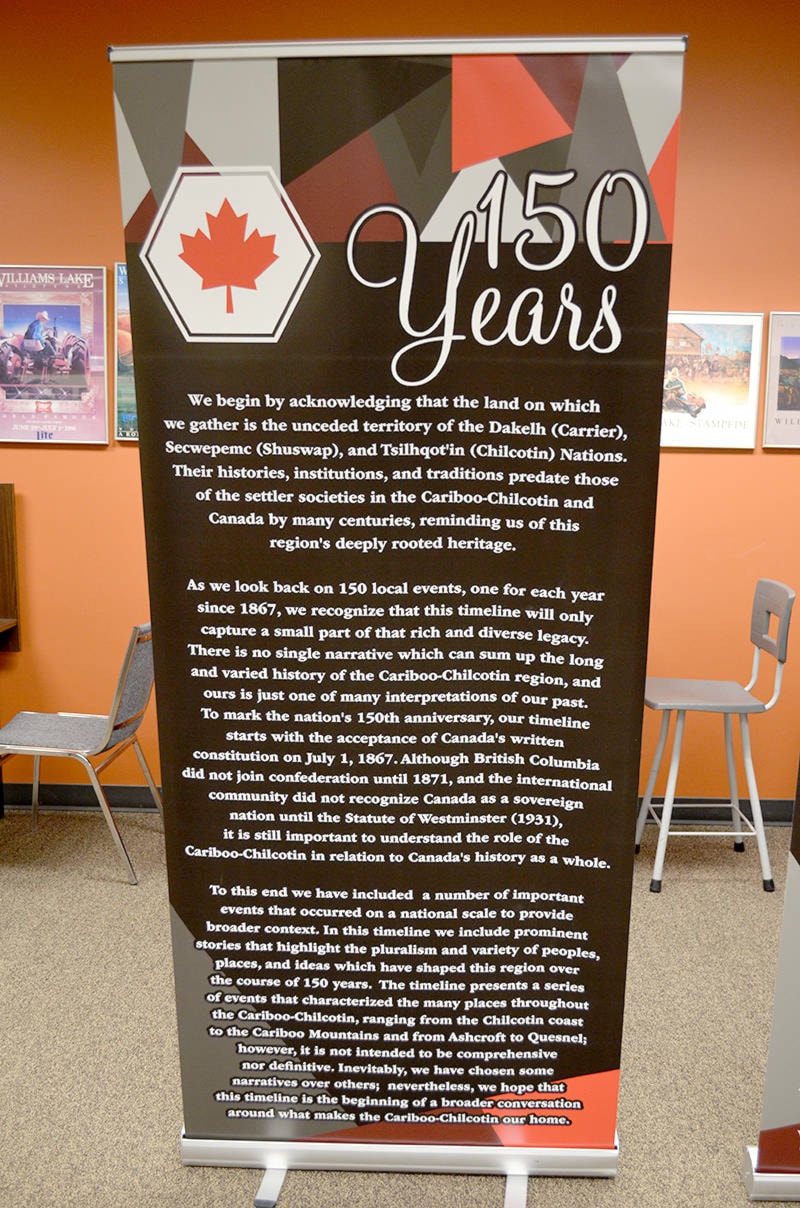 150
Years
We begin by acknowledging that the land on which
we gather is the unceded territory of the Dakelh (Carrier),
Secwepemc (Shuswap), and Tsilhqot'in (Chilcotin) Nations.
Their histories, institutions, and traditions predate those
of the settler societies in the Cariboo-Chilcotin and
Canada by many centuries, reminding us of this
region's deeply rooted heritage.
As we look back on 150 local events, one for each year
since 1867, we recognize that this timeline will only
capture a small part of that rich and diverse legacy.
There is no single narrative which can sum up the long
and varied history of the Cariboo-Chilcotin region, and
ours is just one of many interpretations of our past.
To mark the nation's 150th anniversary, our timeline
starts with the acceptance of Canada's written
constitution on July 1, 1867. Although British Columbia
did not join confederation until 1871, and the international
community did not recognize Canada as a sovereign
nation until the Statute of Westminster (1931),
it is still important to understand the role of the
Cariboo-Chilcotin in relation to Canada's history as a whole.
To this end we have included a number of important
events that occurred on a national scale to provide
broader context. In this timeline we include prominent
stories that highlight the pluralism and variety of peoples,
places, and ideas which have shaped this region over
the course of 150 years. The timeline presents a series
of events that characterized the many places throughout
the Cariboo-Chilcotin, ranging from the Chilcotin coast
to the Cariboo Mountains and from Ashcroft to Quesnel;
however, it is not intended to be comprehensive
nor definitive. Inevitably, we have chosen some
narratives over others; nevertheless, we hope that
this timeline is the beginning of a broader conversation
around what makes the Cariboo-Chilcotin our home.
WILLIAMS LAKE
Lite
STAMPEDE